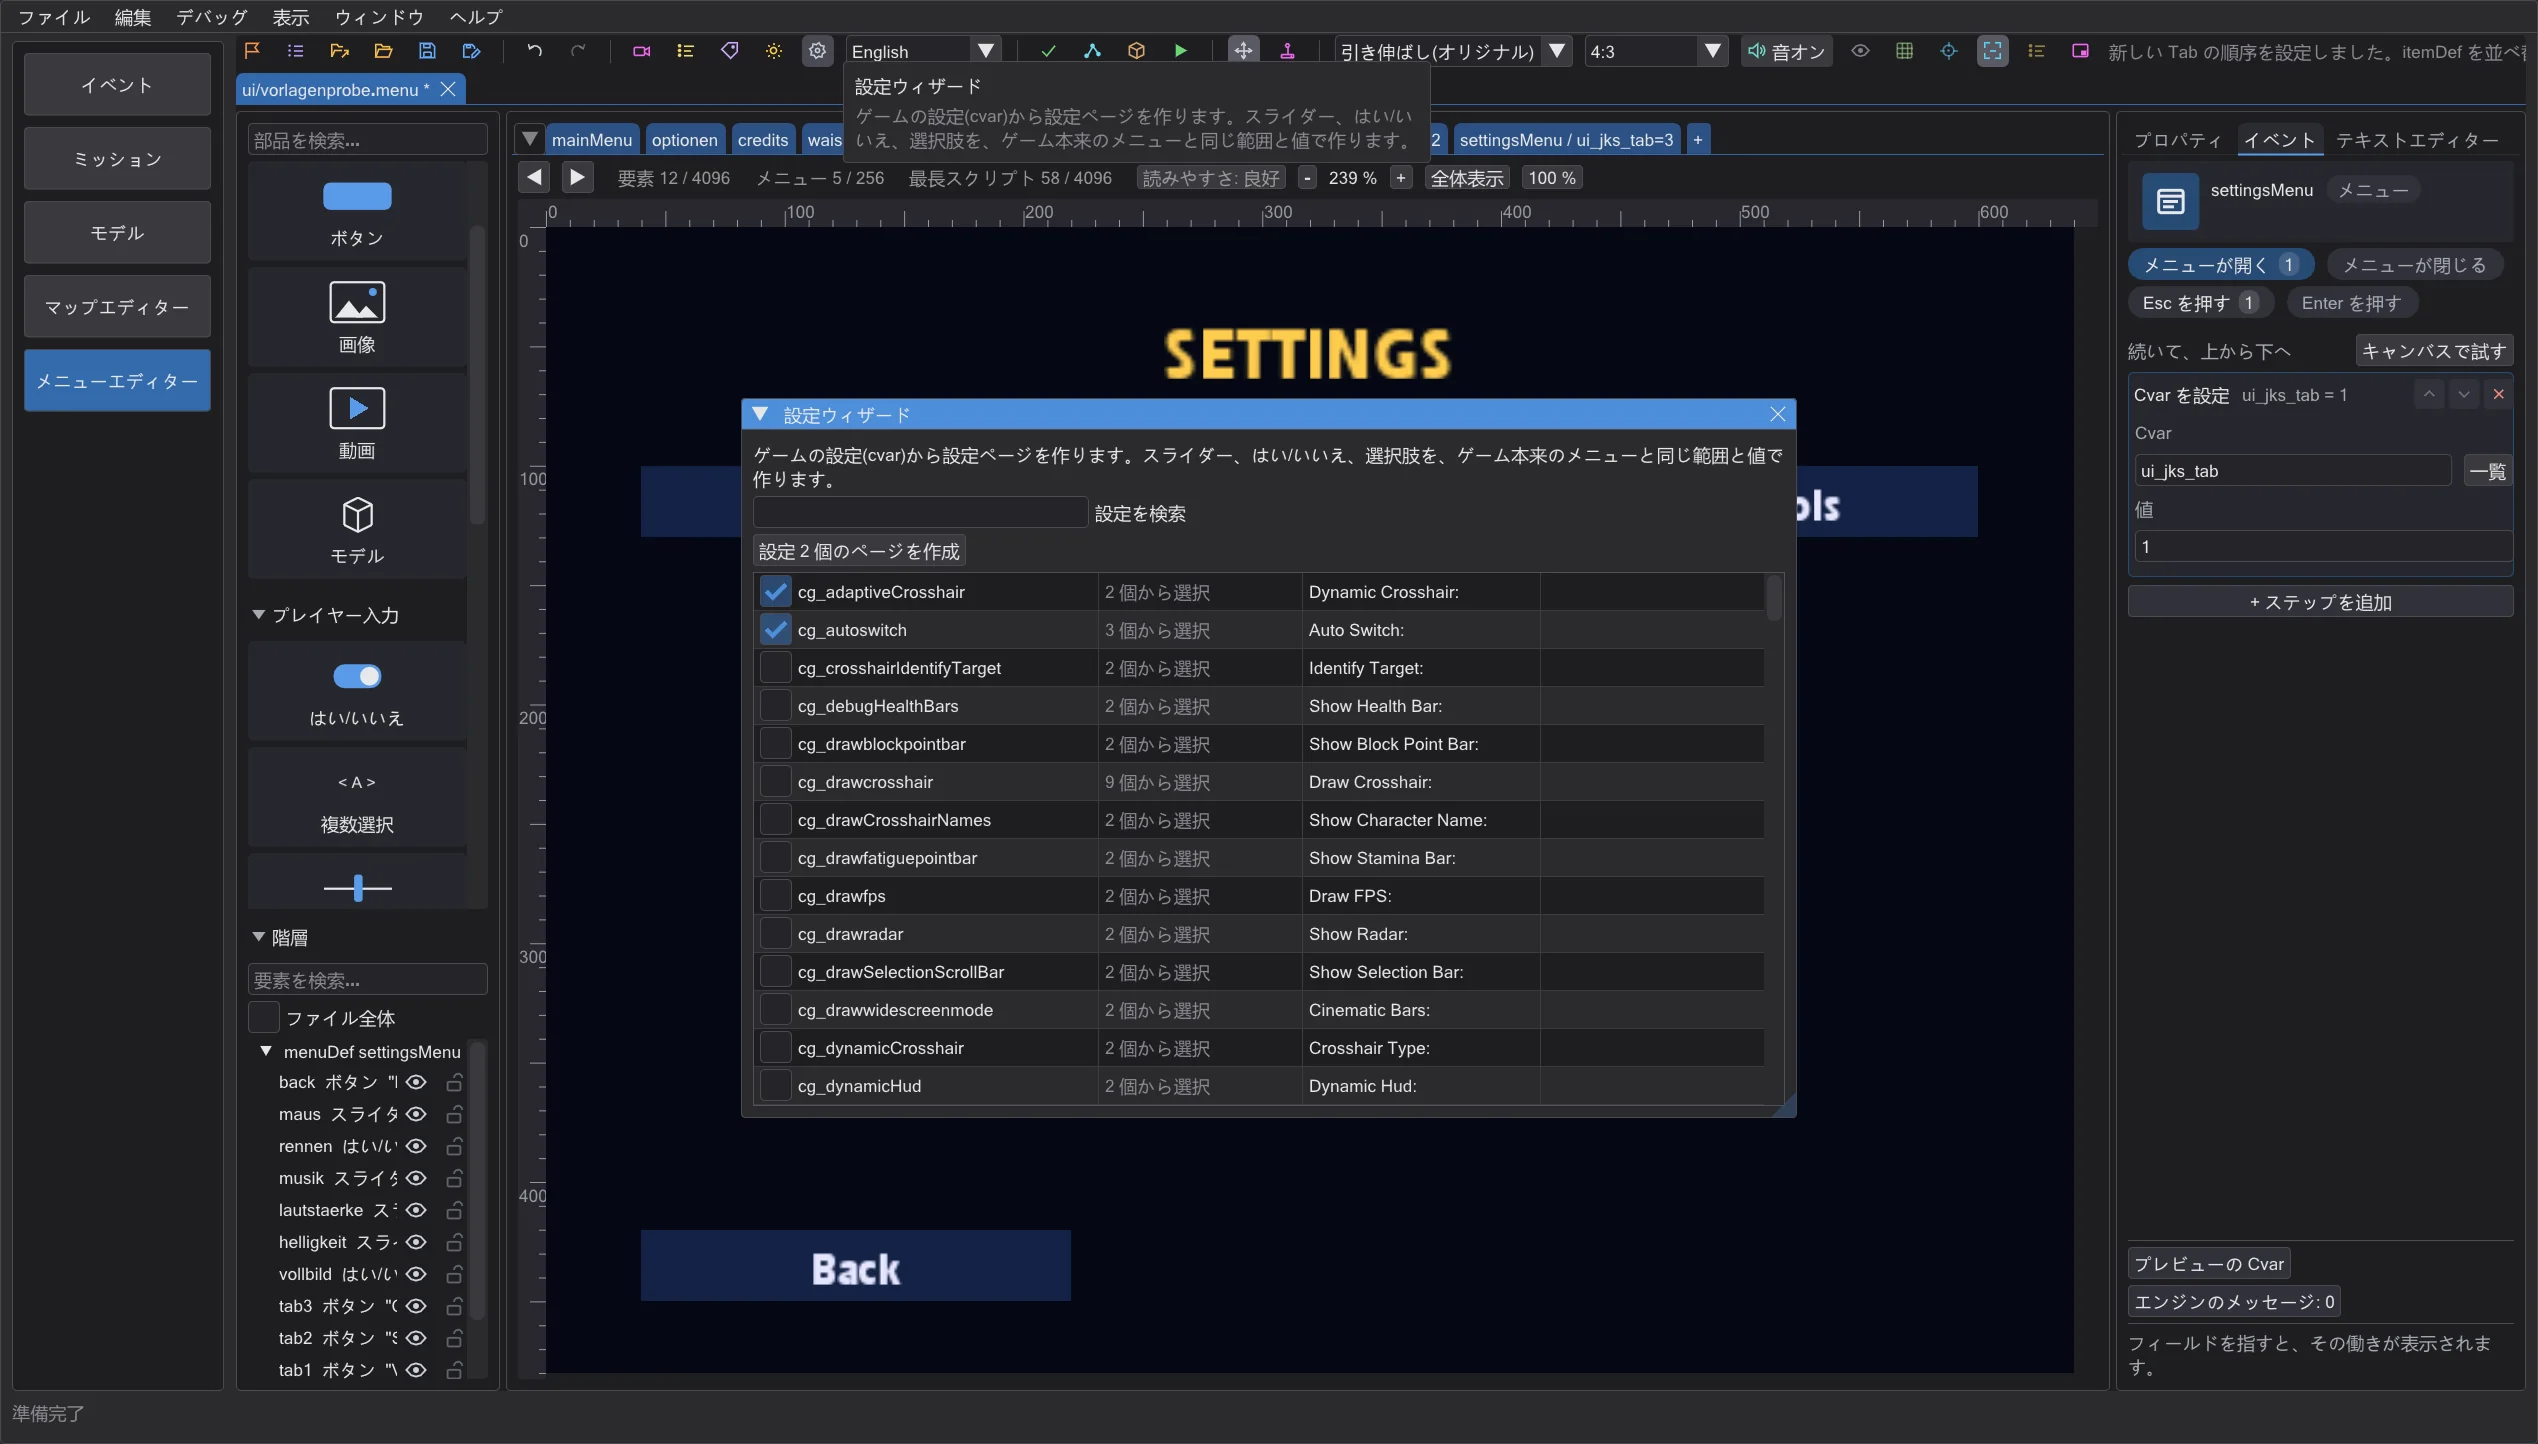 ファイル 編集 デバッグ 表示 ウィンドウ ヘルプ
English
引き伸ばし(オリジナル)
4:3
音オン
新しい Tab の順序を設定しました。itemDef を並べ
イベント
ミッション
モデル
マップエディター
メニューエディター
ui/vorlagenprobe.menu *
設定ウィザード
ゲームの設定(cvar)から設定ページを作ります。スライダー、はい/い
いえ、選択肢を、ゲーム本来のメニューと同じ範囲と値で作ります。
部品を検索...
ボタン
画像
動画
モデル
プレイヤー入力
はい/いいえ
< A >
複数選択
階層
要素を検索...
ファイル全体
menuDef settingsMenu
back ボタン
maus スライダ
rennen はい/い
musik スライダ
lautstaerke ス
helligkeit スラ
vollbild はい/い
tab3 ボタン
tab2 ボタン
tab1 ボタン
mainMenu optionen credits wais 2 settingsMenu / ui_jks_tab=3 +
要素 12 / 4096 メニュー 5 / 256 最長スクリプト 58 / 4096 読みやすさ: 良好 - 239 % + 全体表示 100 %
0 100 200 300 400 500 600
0
100
200
300
400
SETTINGS
ols
Back
設定ウィザード
ゲームの設定(cvar)から設定ページを作ります。スライダー、はい/いいえ、選択肢を、ゲーム本来のメニューと同じ範囲と値で
作ります。
設定を検索
設定 2 個のページを作成
cg_adaptiveCrosshair 2 個から選択 Dynamic Crosshair:
cg_autoswitch 3 個から選択 Auto Switch:
cg_crosshairIdentifyTarget 2 個から選択 Identify Target:
cg_debugHealthBars 2 個から選択 Show Health Bar:
cg_drawblockpointbar 2 個から選択 Show Block Point Bar:
cg_drawcrosshair 9 個から選択 Draw Crosshair:
cg_drawCrosshairNames 2 個から選択 Show Character Name:
cg_drawfatiguepointbar 2 個から選択 Show Stamina Bar:
cg_drawfps 2 個から選択 Draw FPS:
cg_drawradar 2 個から選択 Show Radar:
cg_drawSelectionScrollBar 2 個から選択 Show Selection Bar:
cg_drawwidescreenmode 2 個から選択 Cinematic Bars:
cg_dynamicCrosshair 2 個から選択 Crosshair Type:
cg_dynamicHud 2 個から選択 Dynamic Hud:
プロパティ イベント テキストエディター
settingsMenu メニュー
メニューが開く 1 メニューが閉じる
Esc を押す 1 Enter を押す
続いて、上から下へ キャンバスで試す
Cvar を設定 ui_jks_tab = 1
Cvar
ui_jks_tab 一覧
値
1
+ ステップを追加
プレビューの Cvar
エンジンのメッセージ: 0
フィールドを指すと、その働きが表示されま
す。
準備完了